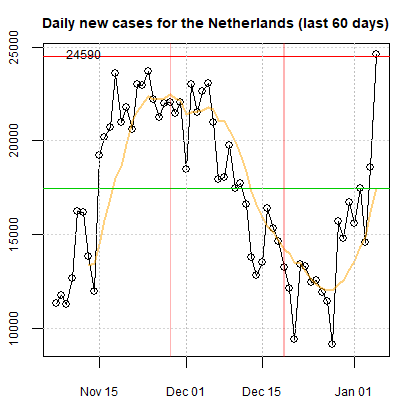 Daily new cases for the Netherlands (last 60 days)
24590
25000
20000
15000
10000
Nov 15
Dec 01
Dec 15
Jan 01